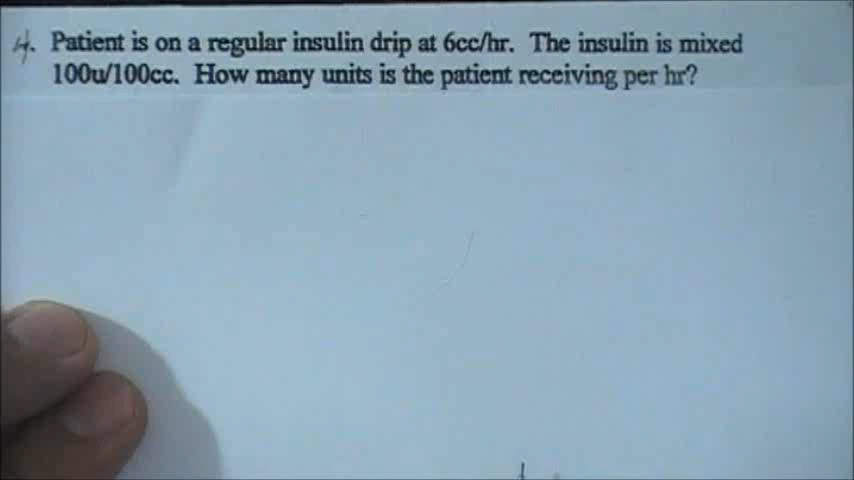 4. Patient is on a regular insulin drip at 6cc/hr. The insulin is mixed
100u/100cc. How many units is the patient receiving per hr?